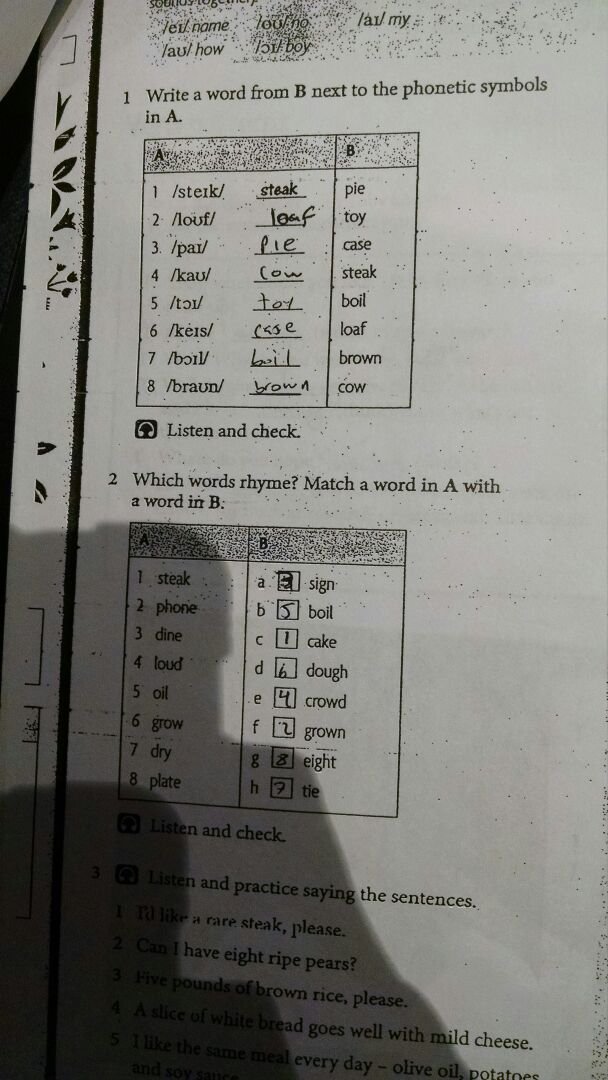 sounds together.
/eɪ/ name /oʊ/ no /aɪ/ my
/aʊ/ how /ɔɪ/ boy
1 Write a word from B next to the phonetic symbols
in A.
A B
1 /steɪk/ steak pie
2 /loʊf/ loaf toy
3 /paɪ/ pie case
4 /kaʊ/ cow steak
5 /tɔɪ/ toy boil
6 /keɪs/ case loaf
7 /bɔɪl/ boil brown
8 /braʊn/ brown cow
Listen and check.
2 Which words rhyme? Match a word in A with
a word in B.
A B
1 steak a 3 sign
2 phone b 5 boil
3 dine c 1 cake
4 loud d 6 dough
5 oil e 4 crowd
6 grow f 2 grown
7 dry g 8 eight
8 plate h 7 tie
Listen and check.
3 Listen and practice saying the sentences.
1 I'd like a rare steak, please.
2 Can I have eight ripe pears?
3 Five pounds of brown rice, please.
4 A slice of white bread goes well with mild cheese.
5 I like the same meal every day – olive oil, potatoes
and soy sauce